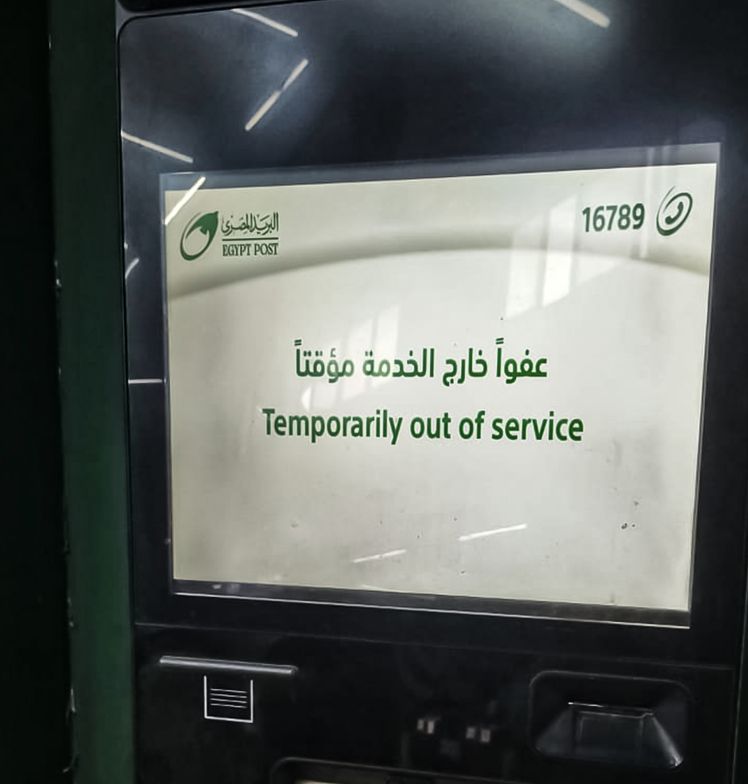 البريد المصري
EGYPT POST
16789
عفواً خارج الخدمة مؤقتاً
Temporarily out of service